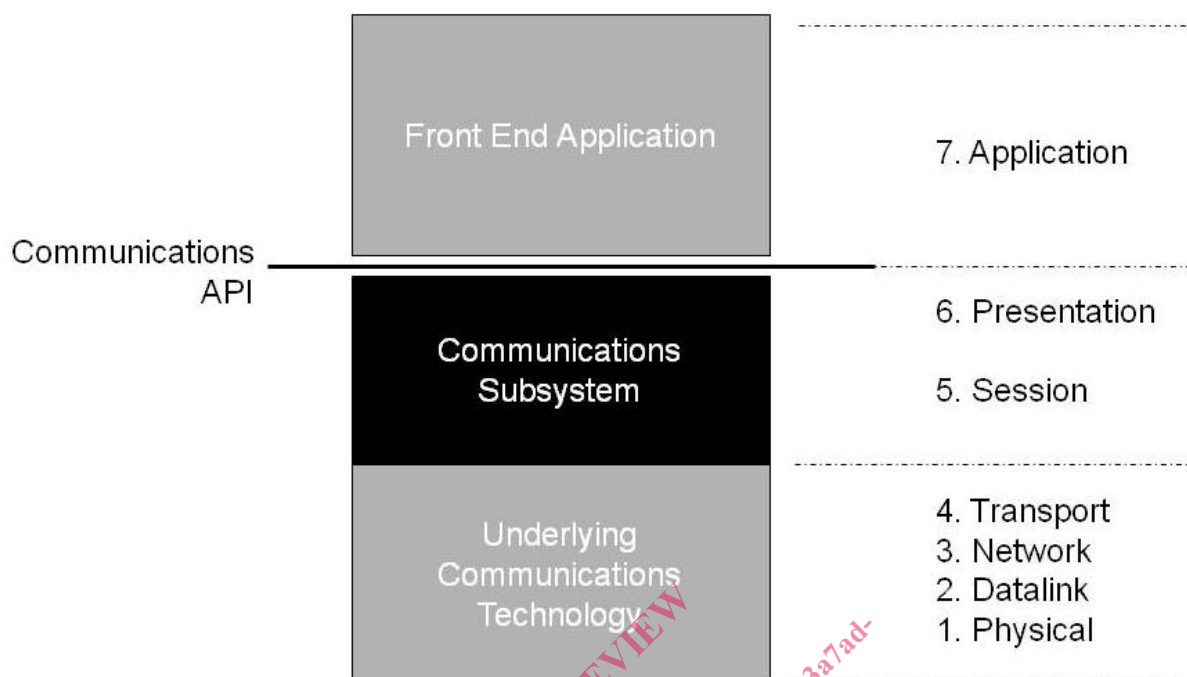 Front End Application
7. Application
Communications
API
6. Presentation
Communications
Subsystem
5. Session
Underlying
Communications
Technology
4. Transport
3. Network
2. Datalink
1. Physical